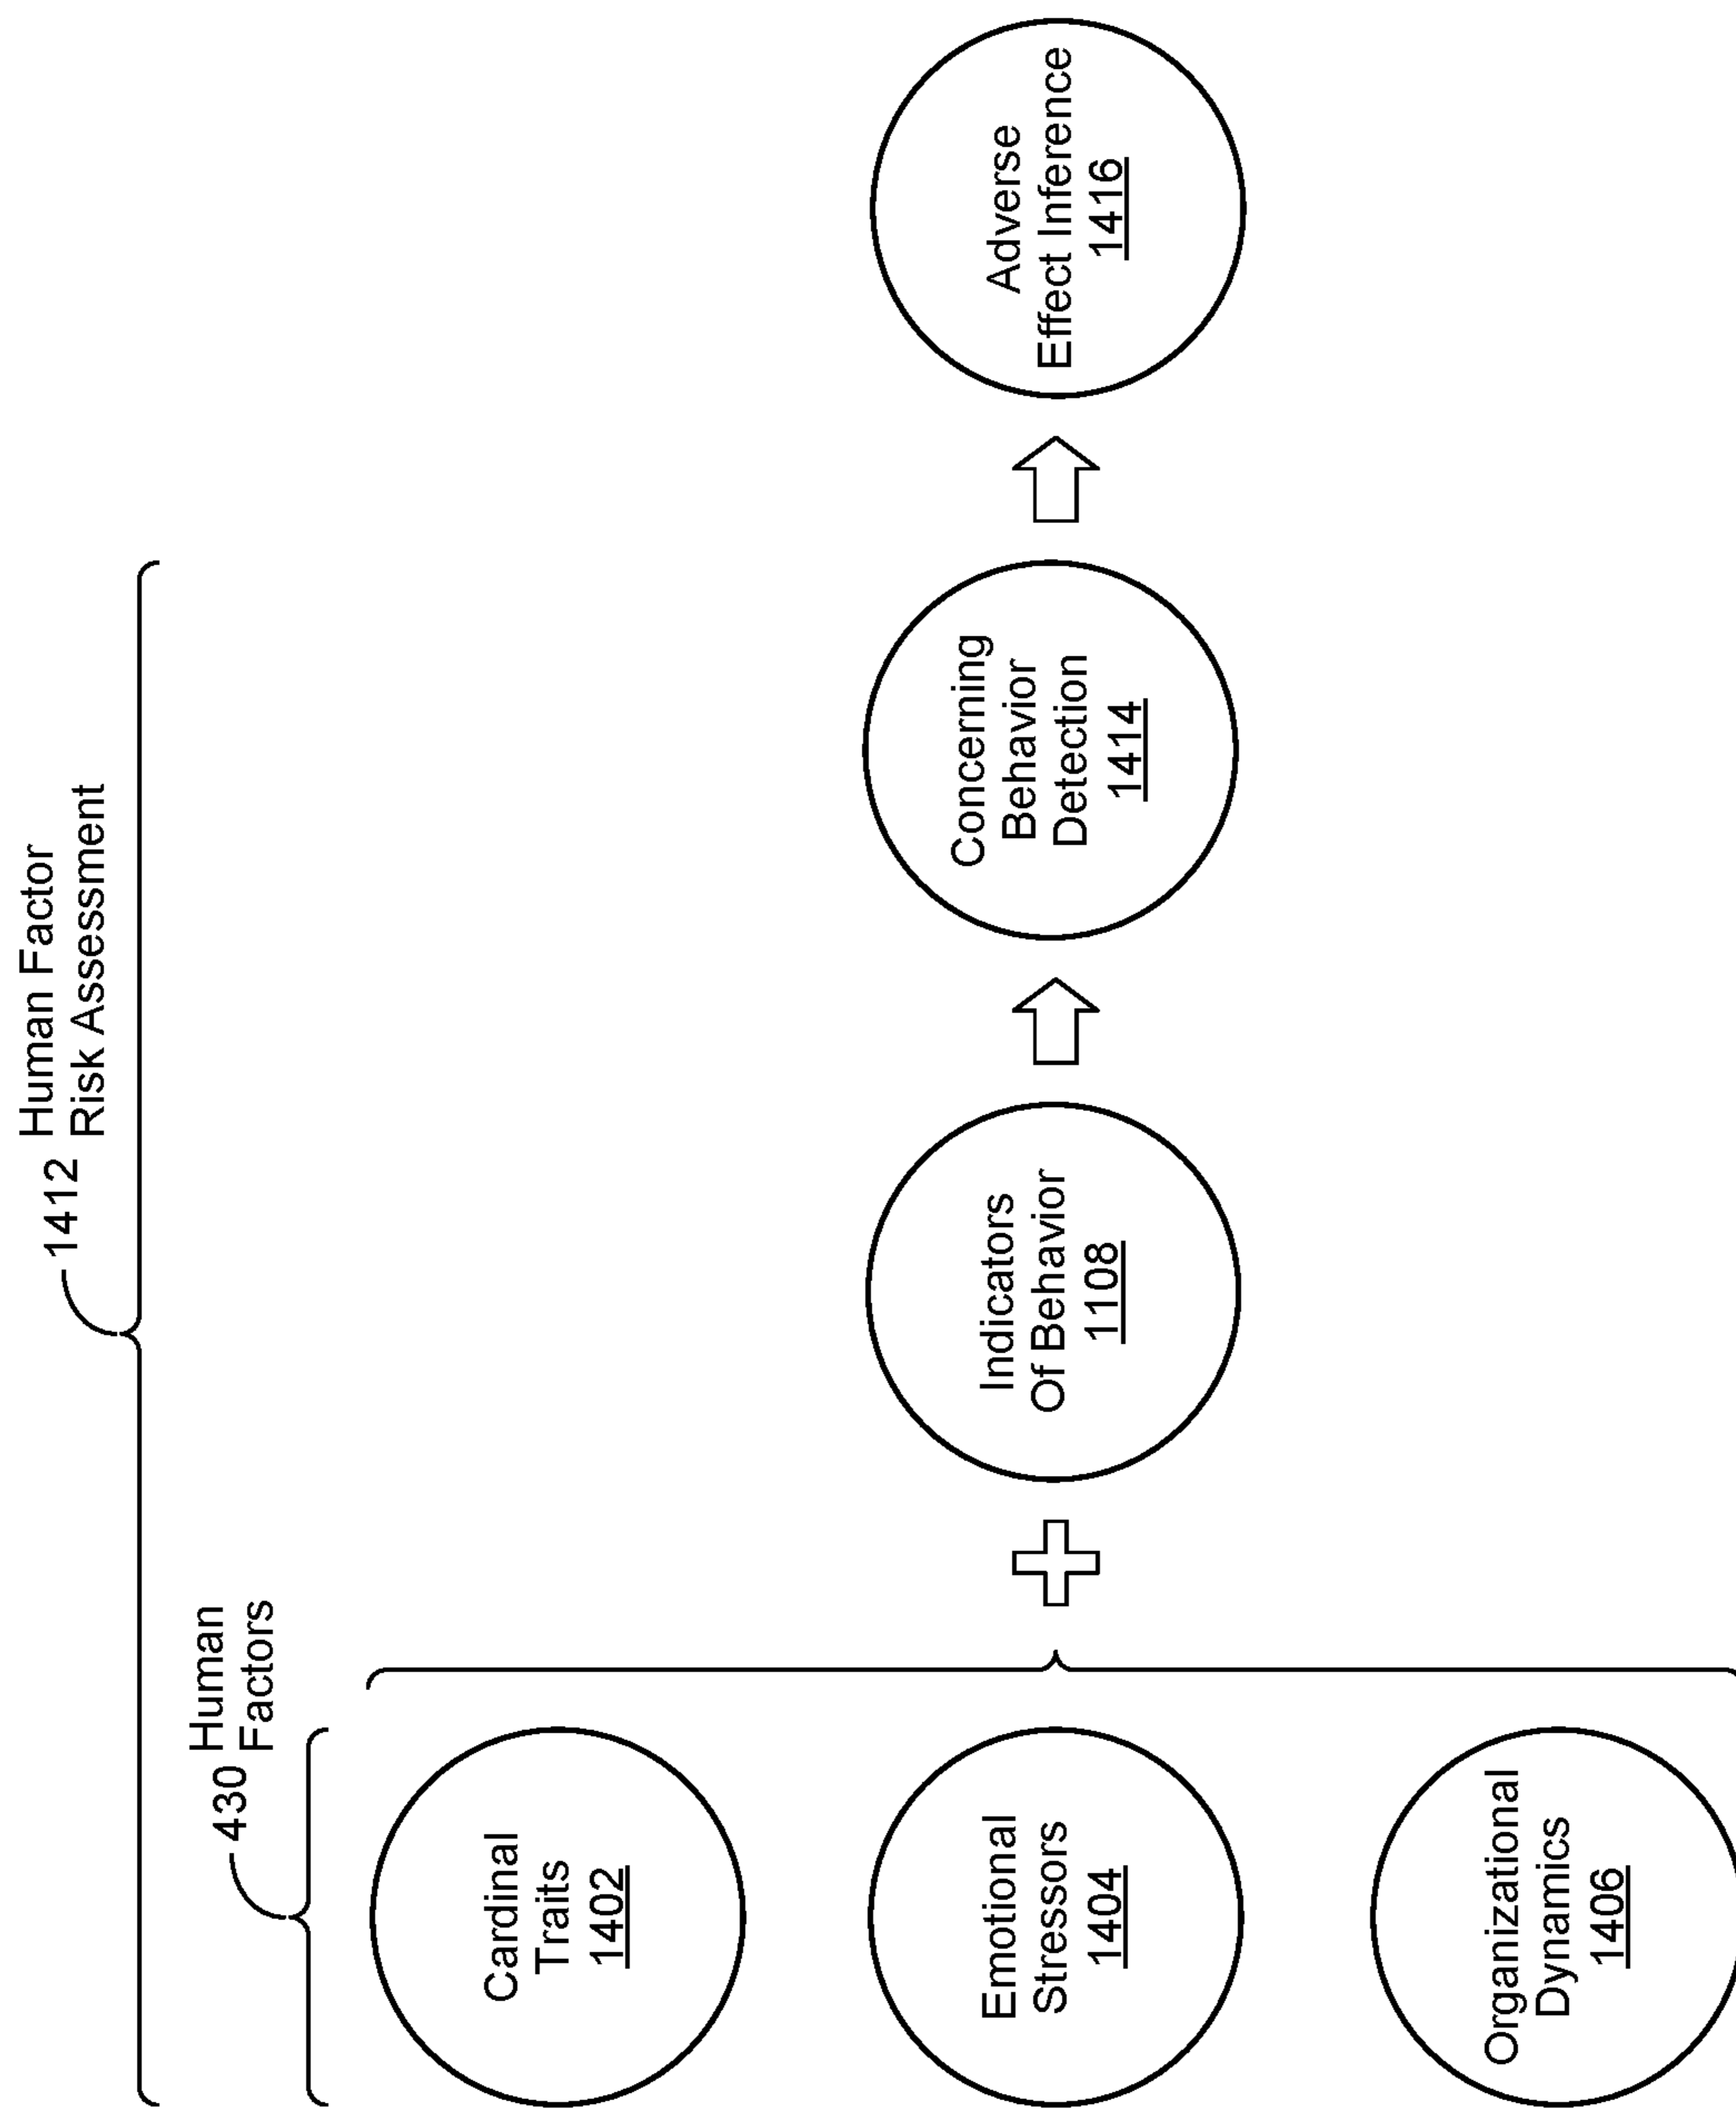 1412
Human Factor
Risk Assessment
430
Human
Factors
Cardinal
Traits
1402
Emotional
Stressors
1404
Organizational
Dynamics
1406
Indicators
Of Behavior
1108
Concerning
Behavior
Detection
1414
Adverse
Effect Inference
1416